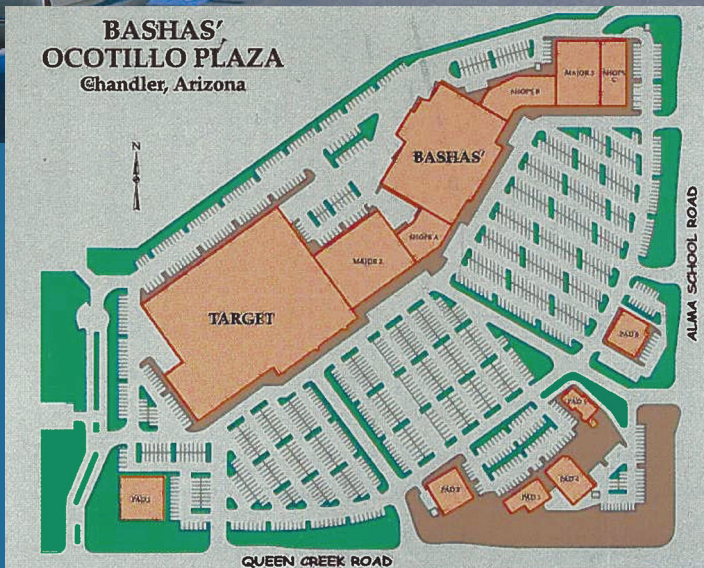 BASHAS'
OCOTILLO PLAZA
Chandler, Arizona
N
SHOPS B
MAJOR 3
SHOPS C
BASHAS'
SHOPS A
MAJOR 2
TARGET
ALMA SCHOOL ROAD
PAD 6
PAD 5
PAD 1
PAD 2
PAD 3
PAD 4
QUEEN CREEK ROAD